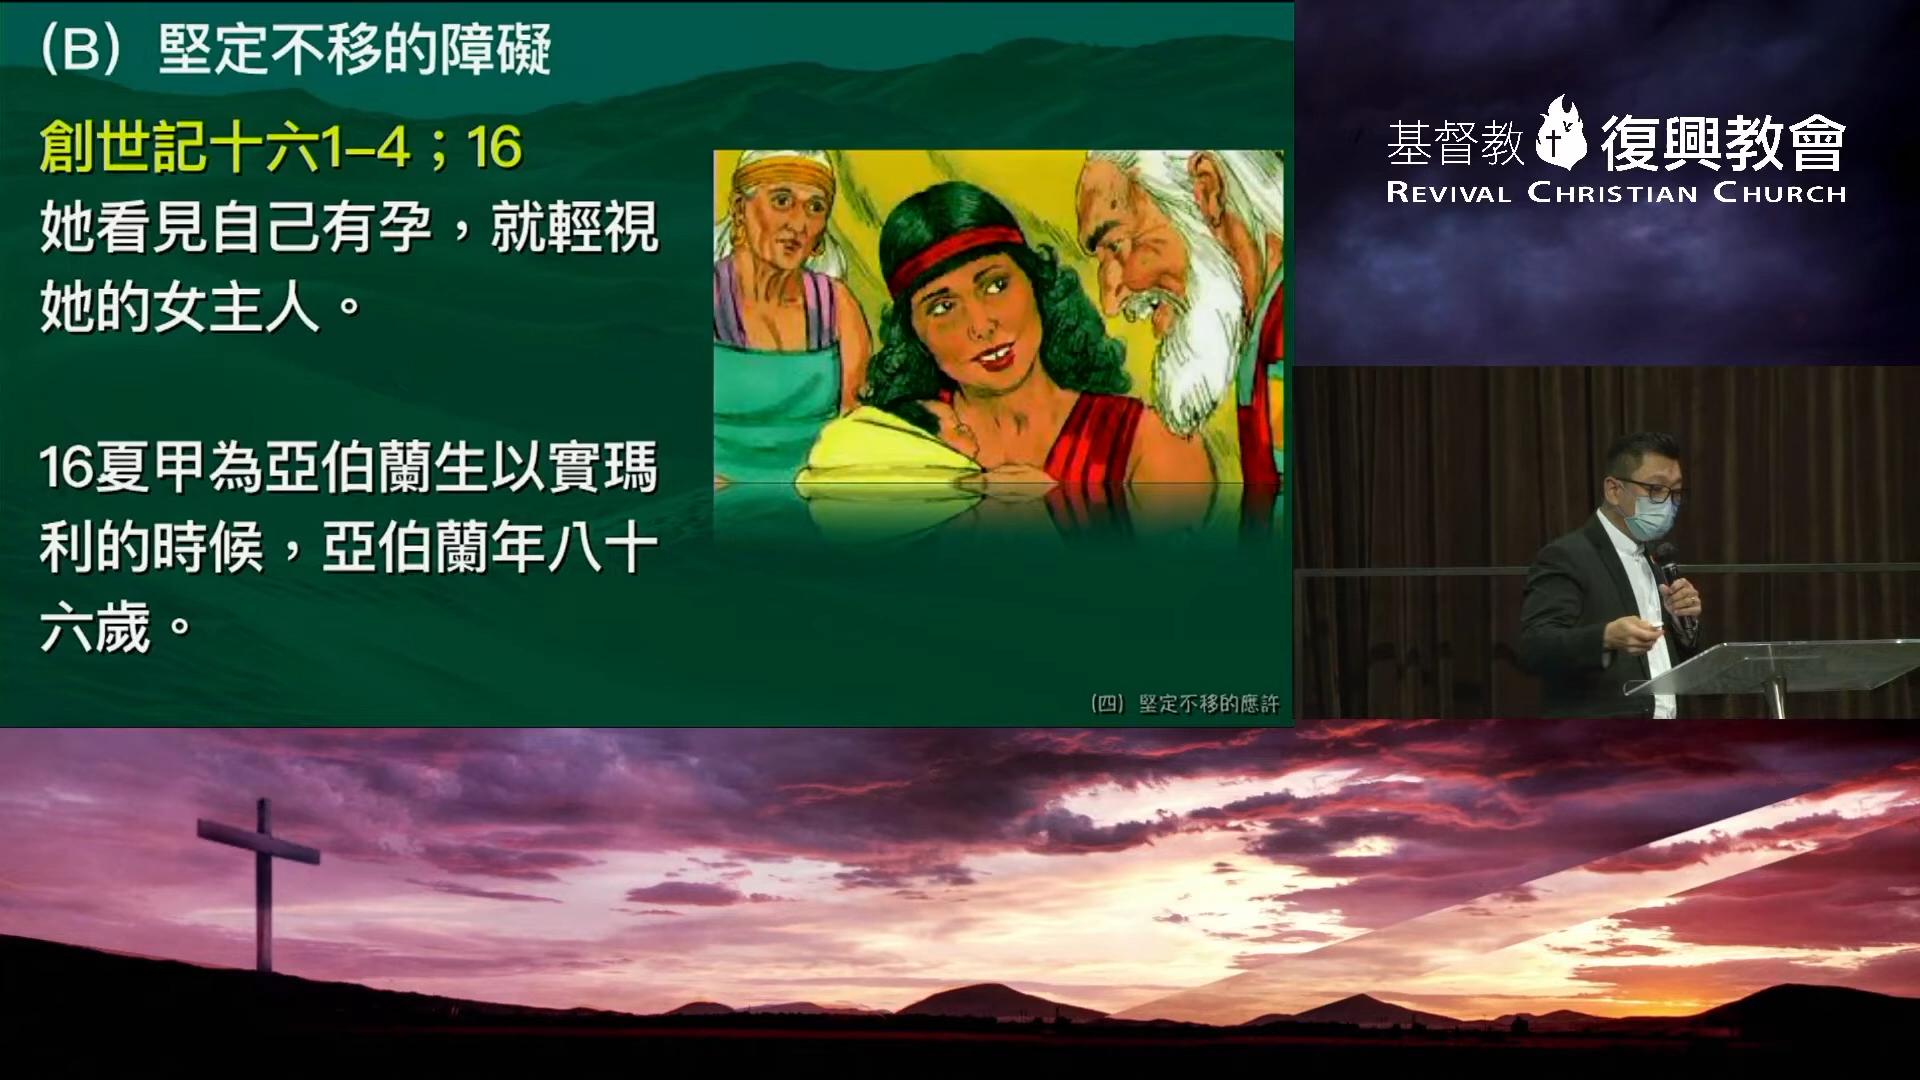 (B) 堅定不移的障礙
創世記十六1–4；16
她看見自己有孕，就輕視
她的女主人。
16夏甲為亞伯蘭生以實瑪
利的時候，亞伯蘭年八十
六歲。
(四) 堅定不移的應許
基督教 復興教會
REVIVAL CHRISTIAN CHURCH